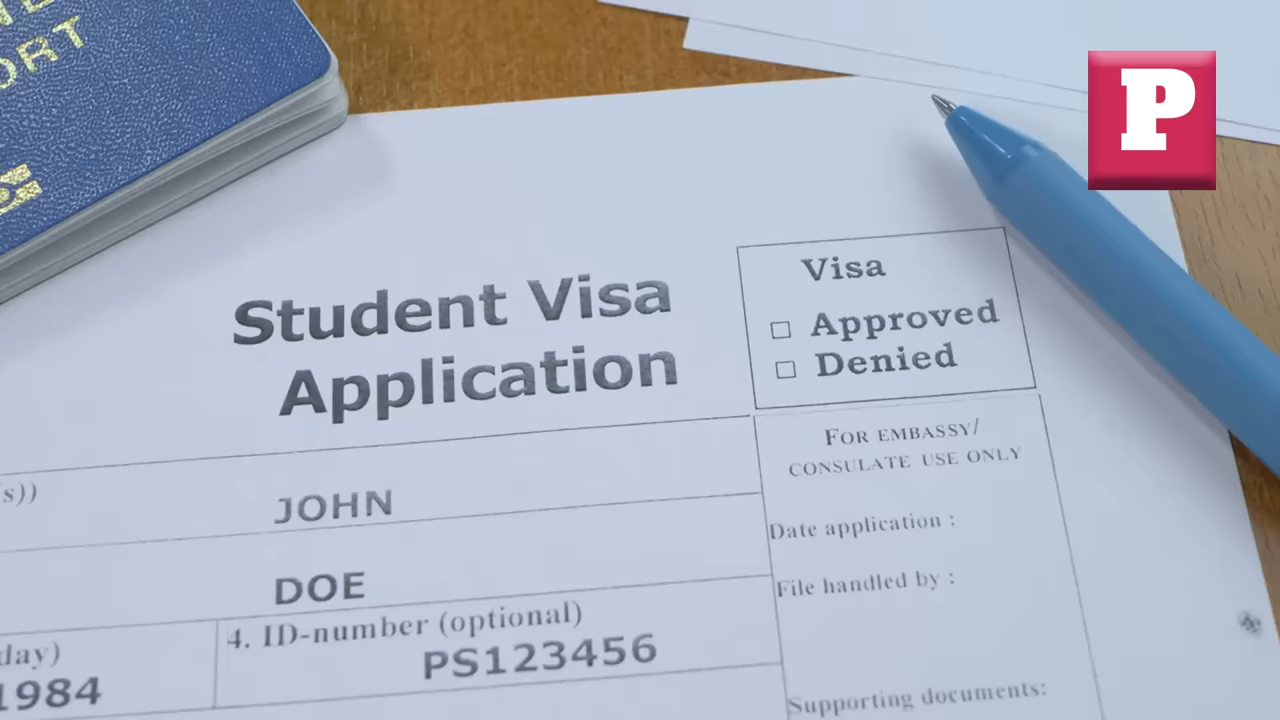 NE
ORT
P
Student Visa
Application
Visa
□ Approved
□ Denied
FOR EMBASSY/
CONSULATE USE ONLY
s))
JOHN
Date application :
DOE
File handled by :
day)
1984
4. ID-number (optional)
PS123456
Supporting documents: